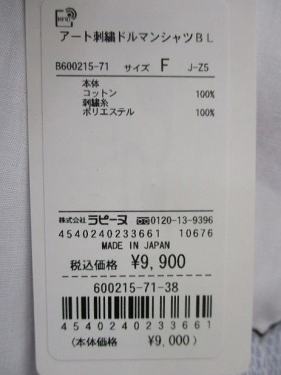 アート刺繍ドルマンシャツBL
B600215-71 サイズ F J-Z5
本体
コットン 100%
刺繍糸
ポリエステル 100%
株式会社 ラピーヌ 0120-13-9396
4540240233661 10676
MADE IN JAPAN
税込価格 ¥9,900
600215-71-38
4540240233661
(本体価格 ¥9,000)